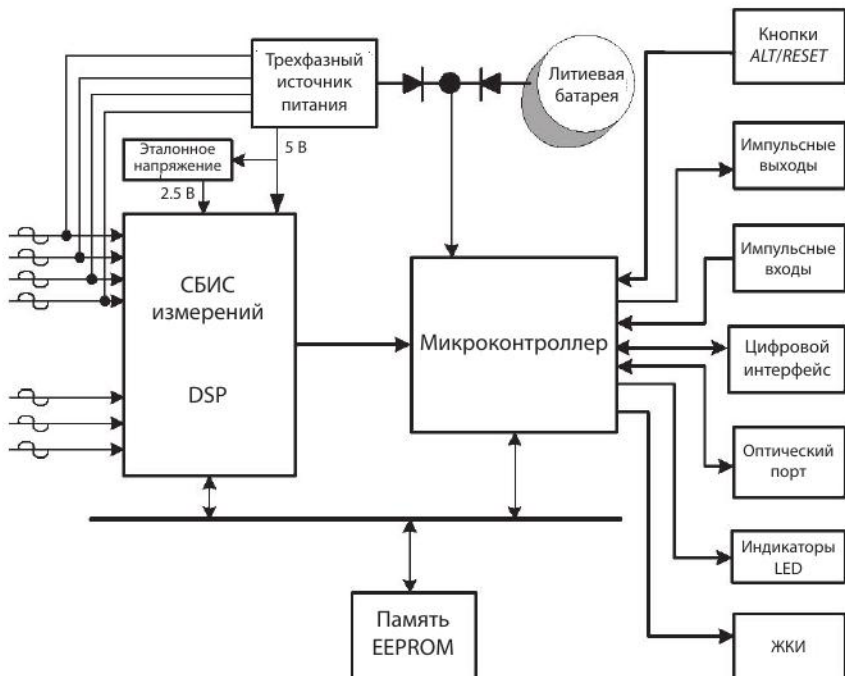 Трехфазный
источник
питания
Литиевая
батарея
Кнопки
ALT/RESET
Эталонное
напряжение
5 В
2.5 В
Импульсные
выходы
СБИС
измерений
DSP
Микроконтроллер
Импульсные
входы
Цифровой
интерфейс
Оптический
порт
Индикаторы
LED
Память
EEPROM
ЖКИ